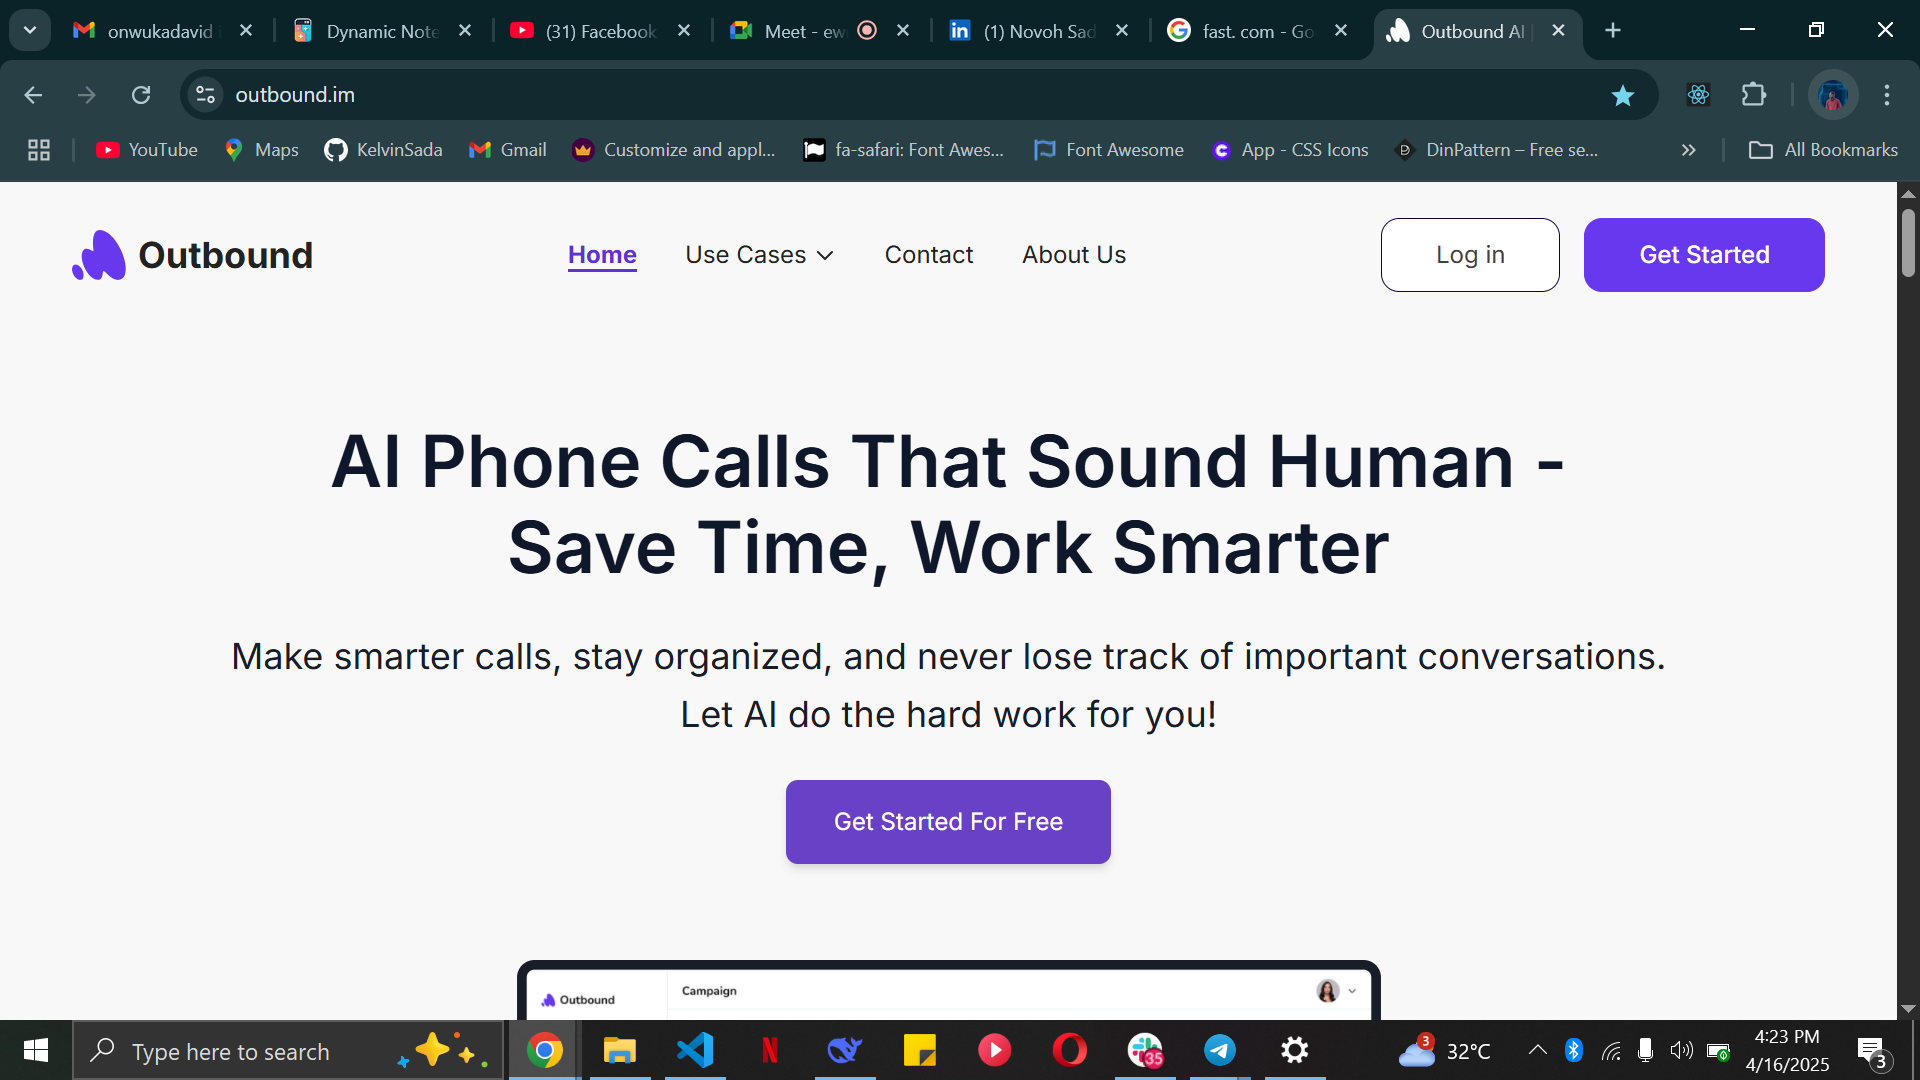 onwukadavid
Dynamic Note
(31) Facebook
Meet - ew
(1) Novoh Sad
fast. com - Go
Outbound AI
outbound.im
YouTube
Maps
KelvinSada
Gmail
Customize and appl...
fa-safari: Font Awes...
Font Awesome
App - CSS Icons
DinPattern – Free se...
All Bookmarks
Outbound
Home
Use Cases
Contact
About Us
Log in
Get Started
AI Phone Calls That Sound Human -
Save Time, Work Smarter
Make smarter calls, stay organized, and never lose track of important conversations.
Let AI do the hard work for you!
Get Started For Free
Outbound
Campaign
Type here to search
35
3
32°C
4:23 PM
4/16/2025
3